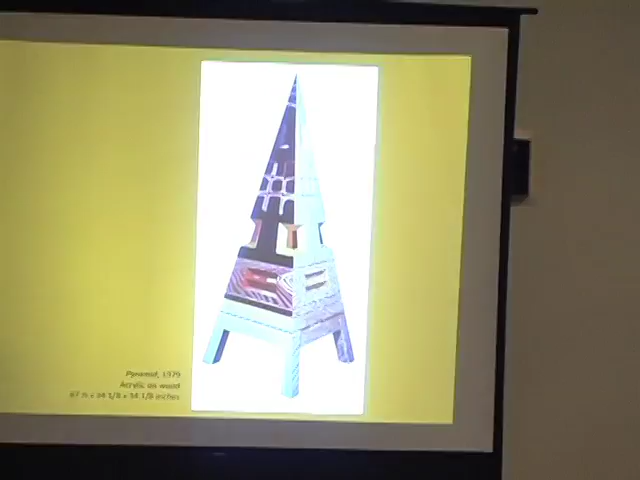 Pyramid, 1979
Acrylic on wood
x 14 1/8 x 14 1/8 inches